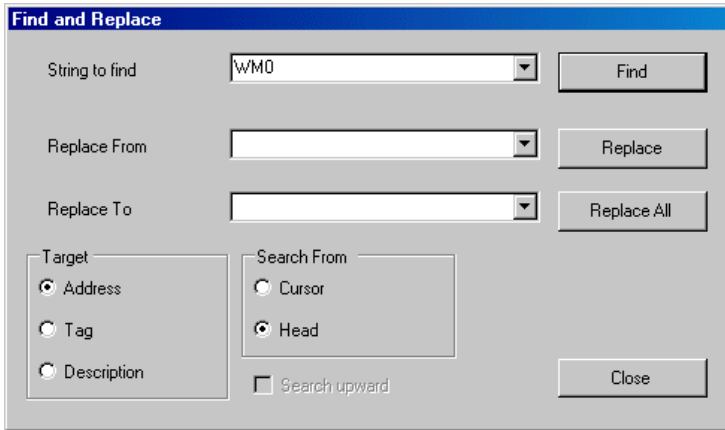 Find and Replace
String to find WM0 Find
Replace From Replace
Replace To Replace All
Target Search From
Address Cursor
Tag Head
Description Search upward Close